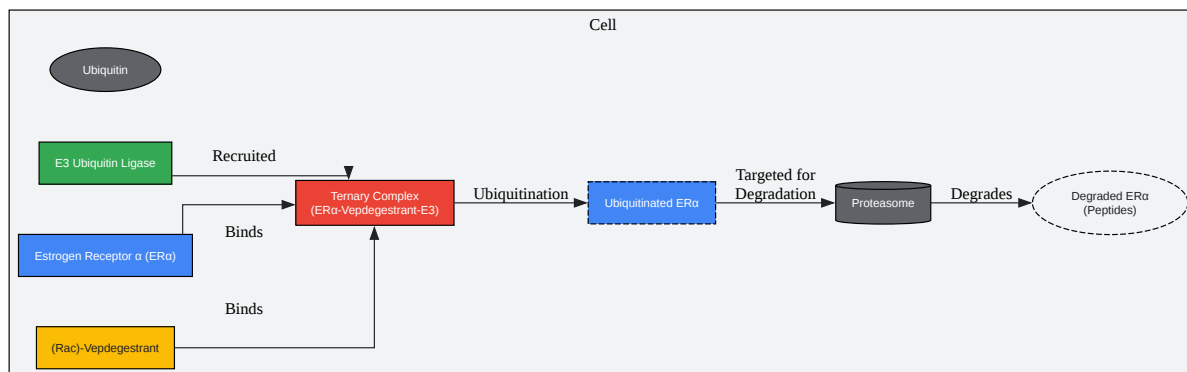 Cell
Ubiquitin
E3 Ubiquitin Ligase
Recruited
Ternary Complex
(ERα-Vepdegestrant-E3)
Ubiquitination
Ubiquitinated ERα
Targeted for
Degradation
Proteasome
Degrades
Degraded ERα
(Peptides)
Binds
Estrogen Receptor α (ERα)
Binds
(Rac)-Vepdegestrant